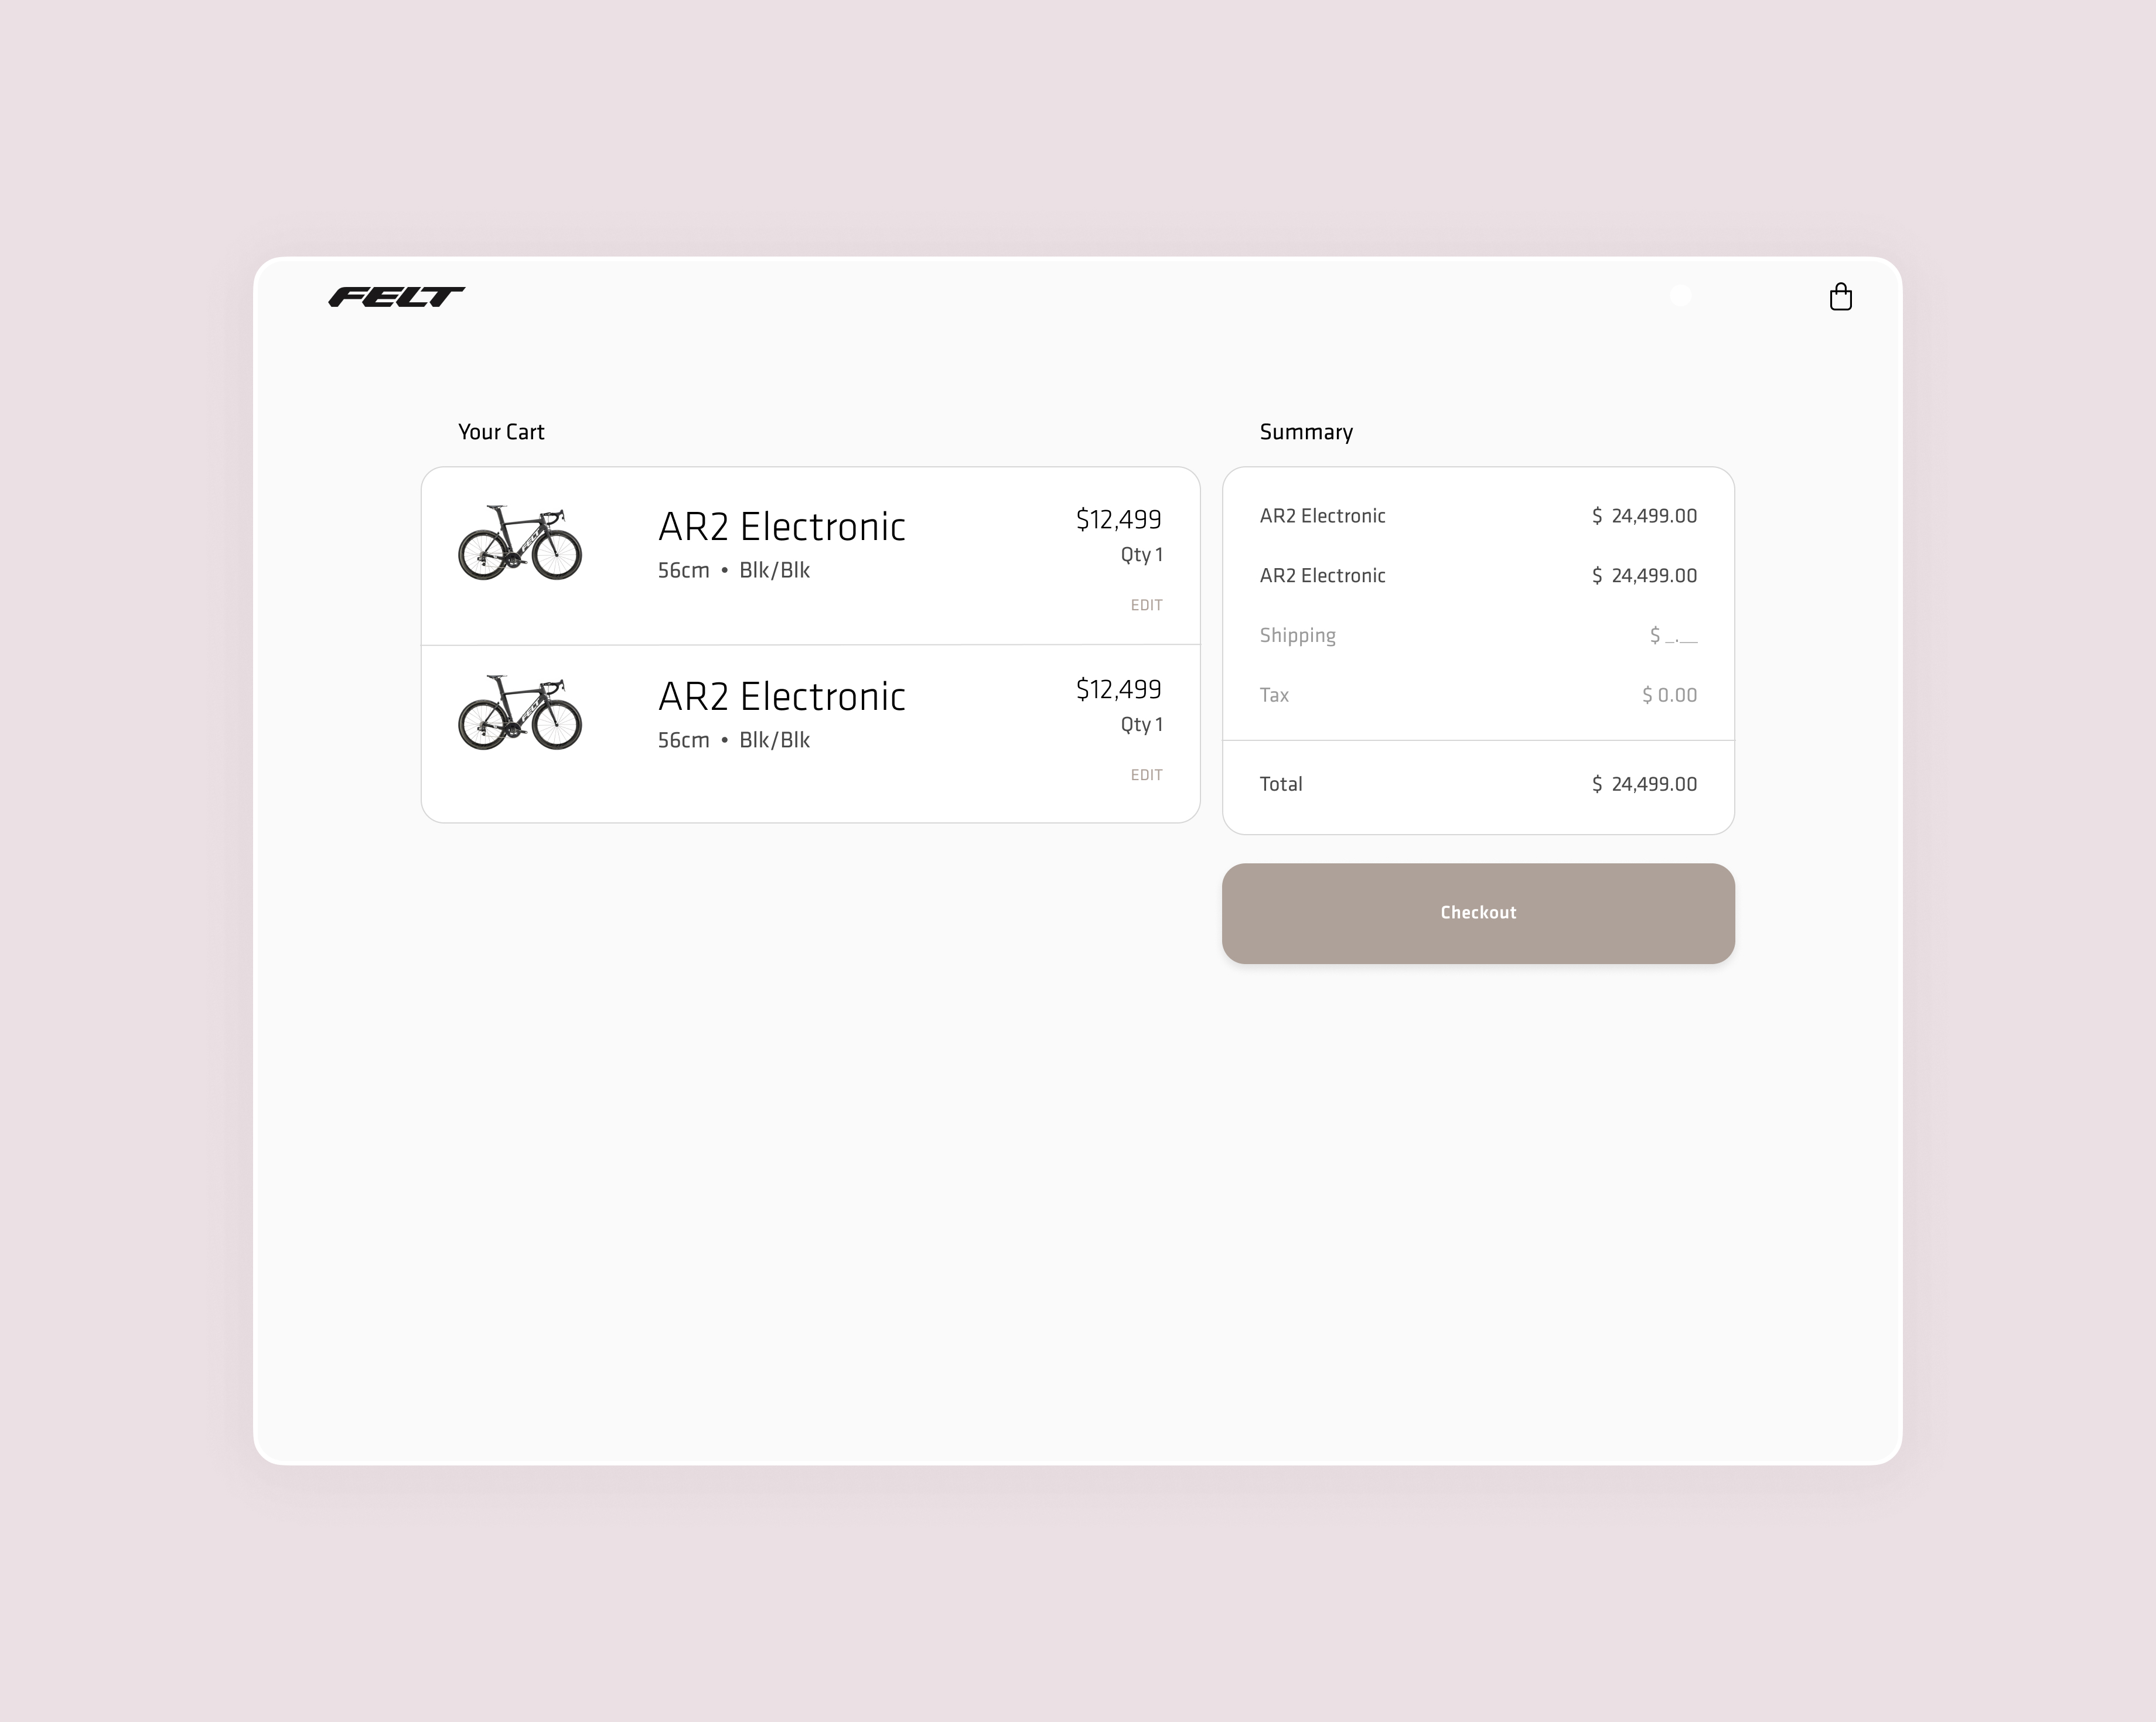 FELT
Your Cart
AR2 Electronic
56cm • Blk/Blk
$12,499
Qty 1
EDIT
AR2 Electronic
56cm • Blk/Blk
$12,499
Qty 1
EDIT
Summary
AR2 Electronic $ 24,499.00
AR2 Electronic $ 24,499.00
Shipping $ _.__
Tax $ 0.00
Total $ 24,499.00
Checkout